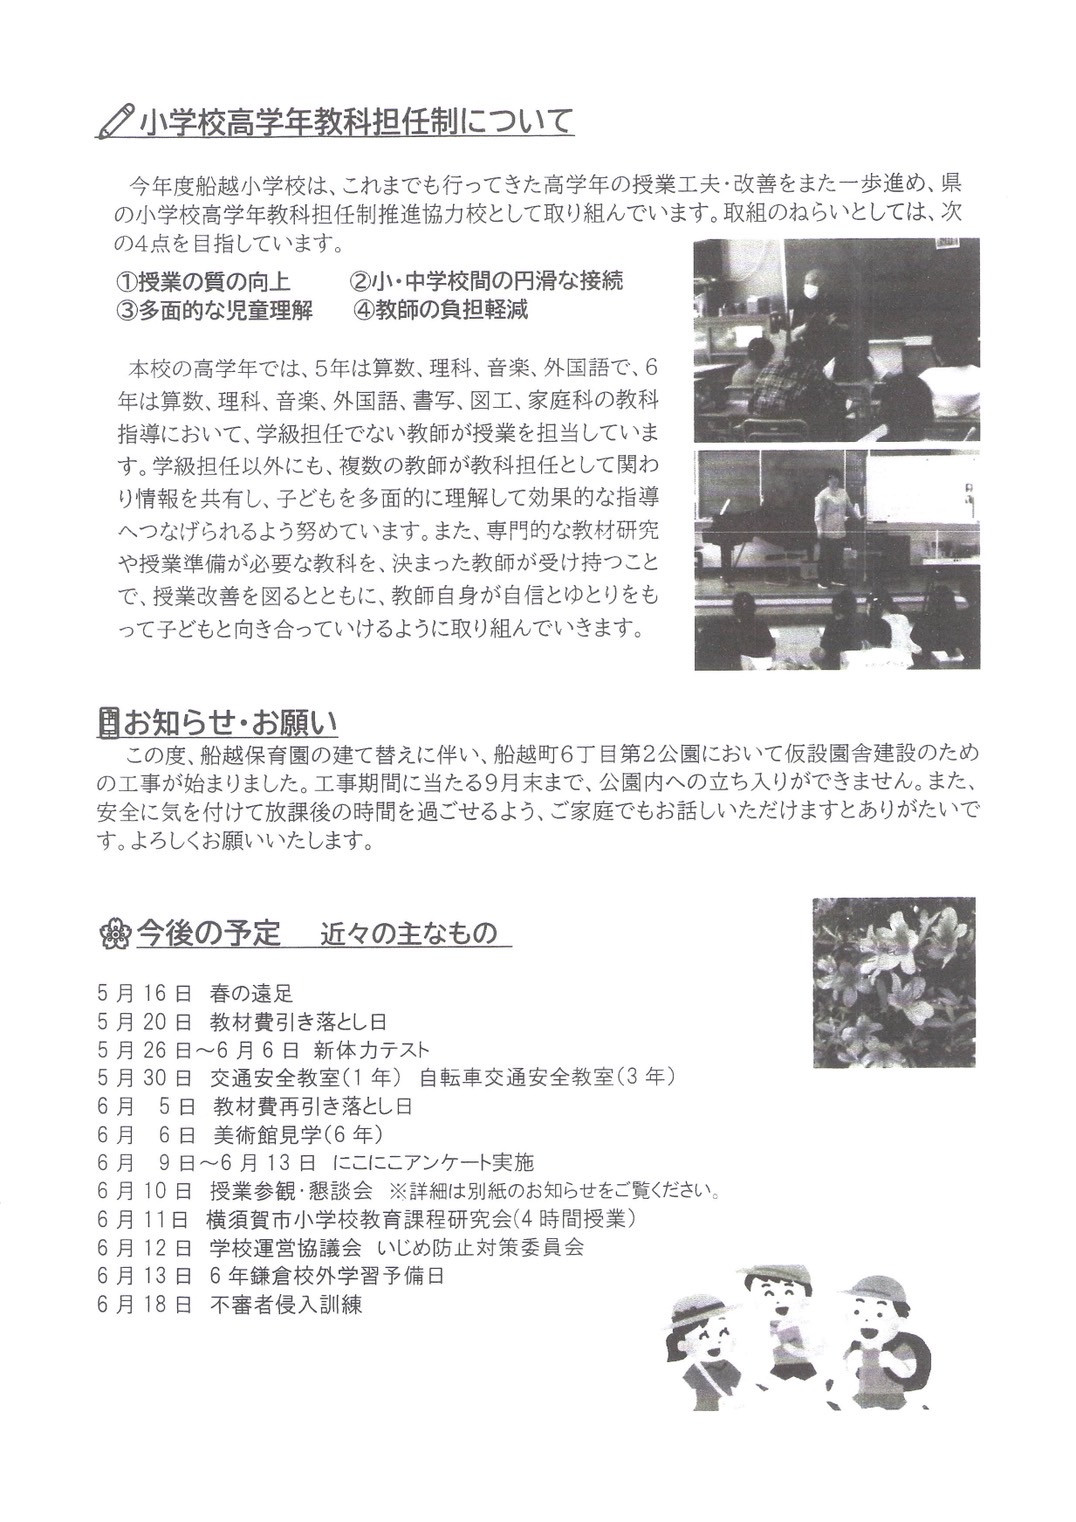 小学校高学年教科担任制について
今年度船越小学校は、これまでも行ってきた高学年の授業工夫・改善をまた一歩進め、県
の小学校高学年教科担任制推進協力校として取り組んでいます。取組のねらいとしては、次
の4点を目指しています。
①授業の質の向上　②小・中学校間の円滑な接続
③多面的な児童理解　④教師の負担軽減
本校の高学年では、5年は算数、理科、音楽、外国語で、6
年は算数、理科、音楽、外国語、書写、図工、家庭科の教科
指導において、学級担任でない教師が授業を担当していま
す。学級担任以外にも、複数の教師が教科担任として関わ
り情報を共有し、子どもを多面的に理解して効果的な指導
へつなげられるよう努めています。また、専門的な教材研究
や授業準備が必要な教科を、決まった教師が受け持つこと
で、授業改善を図るとともに、教師自身が自信とゆとりをも
って子どもと向き合っていけるように取り組んでいきます。
お知らせ・お願い
この度、船越保育園の建て替えに伴い、船越町6丁目第2公園において仮設園舎建設のため
の工事が始まりました。工事期間に当たる9月末まで、公園内への立ち入りができません。また、
安全に気を付けて放課後の時間を過ごせるよう、ご家庭でもお話しいただけますとありがたいで
す。よろしくお願いいたします。
今後の予定　近々の主なもの
5月16日　春の遠足
5月20日　教材費引き落とし日
5月26日～6月6日　新体力テスト
5月30日　交通安全教室(1年)　自転車交通安全教室(3年)
6月　5日　教材費再引き落とし日
6月　6日　美術館見学(6年)
6月　9日～6月13日　にこにこアンケート実施
6月10日　授業参観・懇談会　※詳細は別紙のお知らせをご覧ください。
6月11日　横須賀市小学校教育課程研究会(4時間授業)
6月12日　学校運営協議会　いじめ防止対策委員会
6月13日　6年鎌倉校外学習予備日
6月18日　不審者侵入訓練